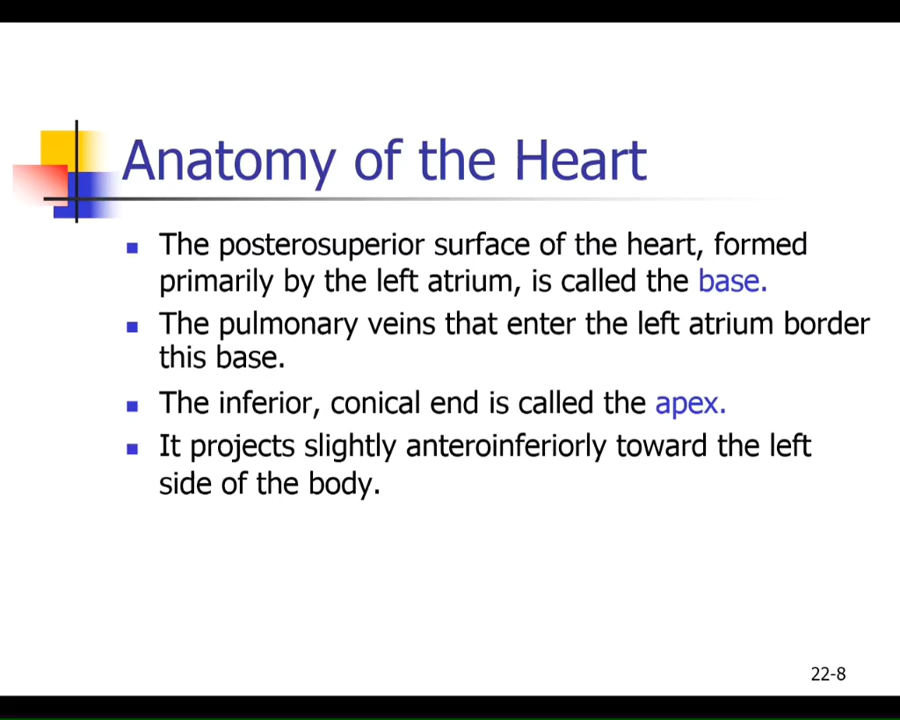 Anatomy of the Heart
The posterosuperior surface of the heart, formed
primarily by the left atrium, is called the base.
The pulmonary veins that enter the left atrium border
this base.
The inferior, conical end is called the apex.
It projects slightly anteroinferiorly toward the left
side of the body.
22-8